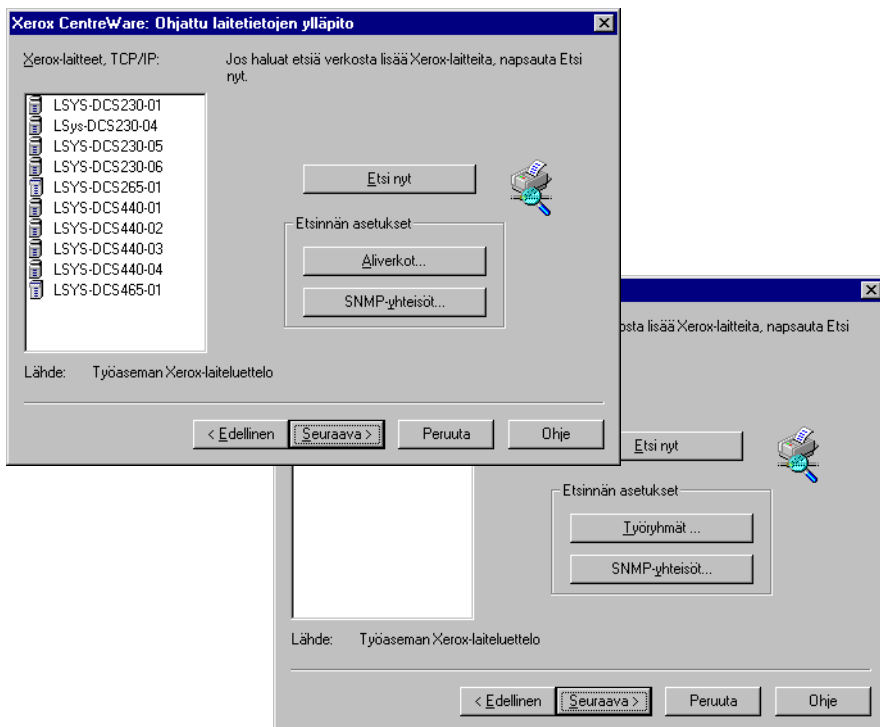 Xerox CentreWare: Ohjattu laitetietojen ylläpito
Xerox-laitteet, TCP/IP:
Jos haluat etsiä verkosta lisää Xerox-laitteita, napsauta Etsi
nyt.
LSYS-DCS230-01
LSys-DCS230-04
LSYS-DCS230-05
LSYS-DCS230-06
LSYS-DCS265-01
LSYS-DCS440-01
LSYS-DCS440-02
LSYS-DCS440-03
LSYS-DCS440-04
LSYS-DCS465-01
Etsi nyt
Etsinnän asetukset
Aliverkot...
SNMP-yhteisöt...
Lähde: Työaseman Xerox-laiteluettelo
< Edellinen
Seuraava >
Peruuta
Ohje
osta lisää Xerox-laitteita, napsauta Etsi
Etsi nyt
Etsinnän asetukset
Työryhmät ...
SNMP-yhteisöt...
Lähde: Työaseman Xerox-laiteluettelo
< Edellinen
Seuraava >
Peruuta
Ohje